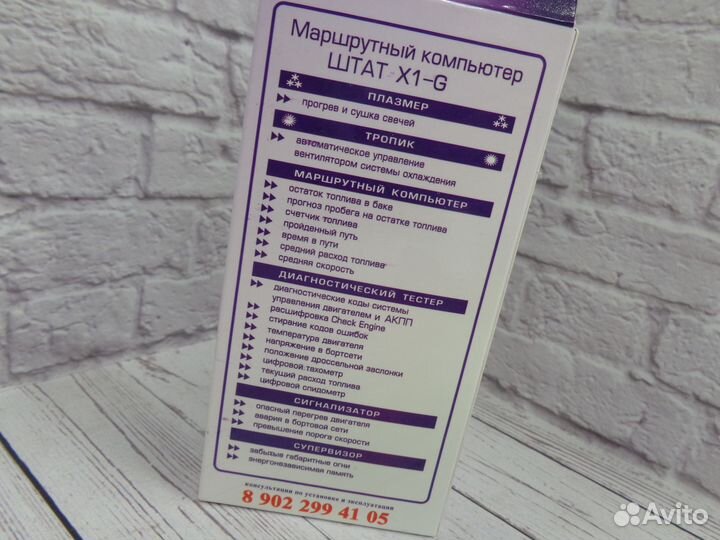 Маршрутный компьютер
ШТАТ X1-G
ПЛАЗМЕР
прогрев и сушка свечей
ТРОПИК
автоматическое управление
вентилятором системы охлаждения
МАРШРУТНЫЙ КОМПЬЮТЕР
остаток топлива в баке
прогноз пробега на остатке топлива
счетчик топлива
пройденный путь
время в пути
средний расход топлива
средняя скорость
ДИАГНОСТИЧЕСКИЙ ТЕСТЕР
диагностические коды системы
управления двигателем и АКПП
расшифровка Check Engine
стирание кодов ошибок
температура двигателя
напряжение в бортсети
положение дроссельной заслонки
цифровой тахометр
текущий расход топлива
цифровой спидометр
СИГНАЛИЗАТОР
опасный перегрев двигателя
авария в бортовой сети
превышение порога скорости
СУПЕРВИЗОР
забытые габаритные огни
энергонезависимая память
консультации по установке и эксплуатации
8 902 299 41 05
Avito